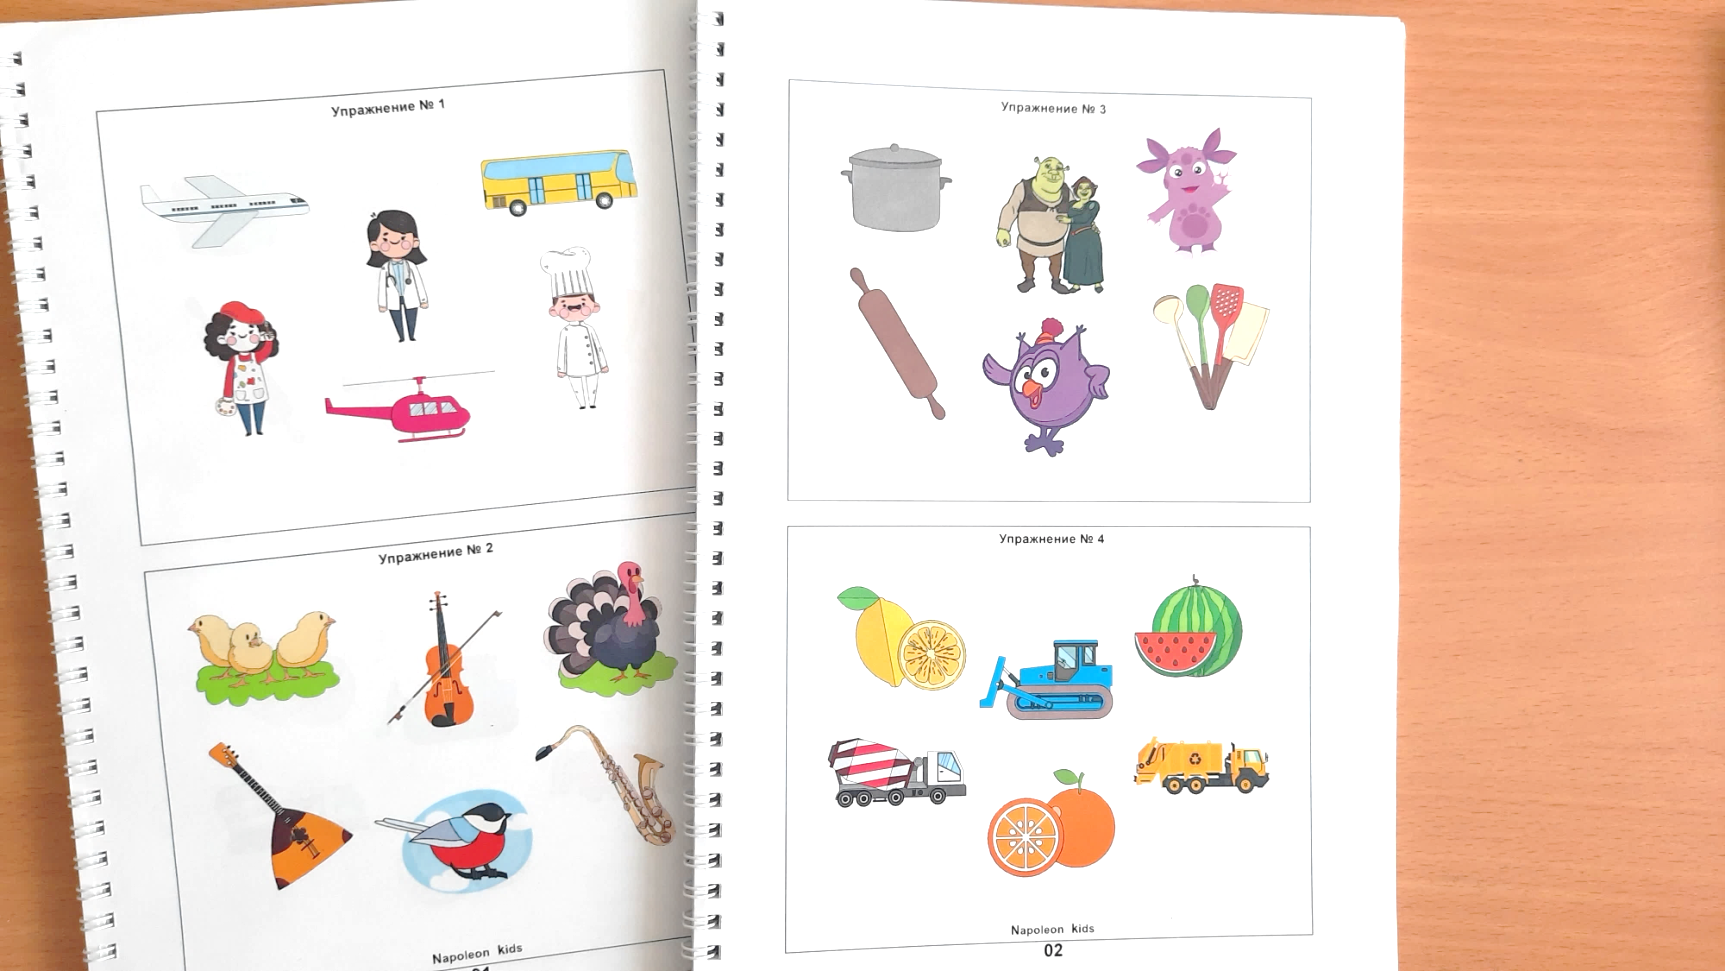 Упражнение № 1
Упражнение № 2
Napoleon kids
Упражнение № 3
Упражнение № 4
Napoleon kids
02